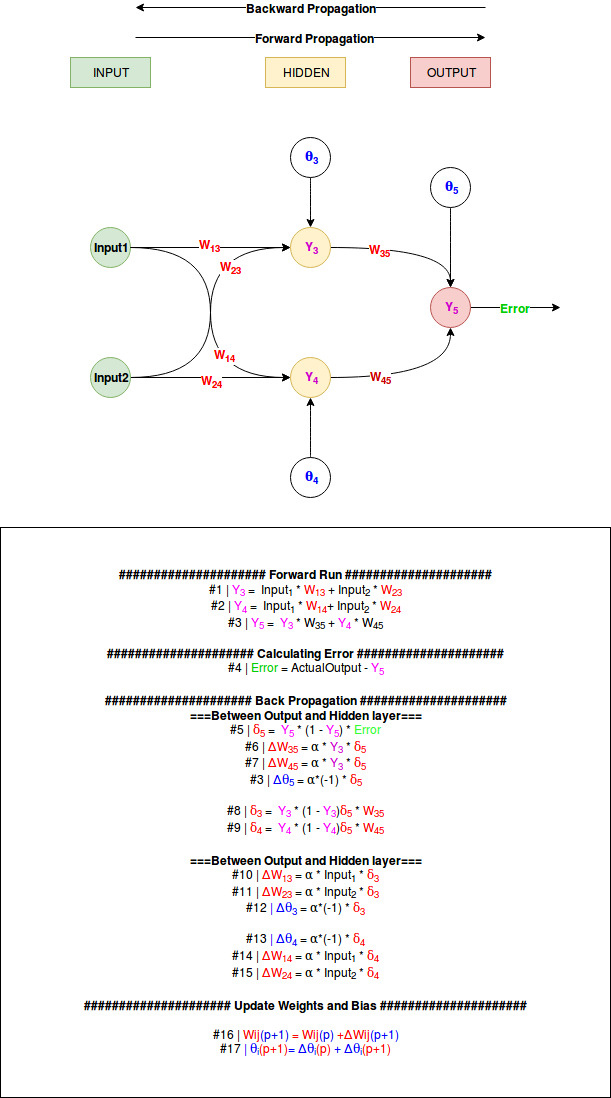 Backward Propagation
Forward Propagation
INPUT HIDDEN OUTPUT
θ3
θ5
Input1 W13 Y3 W35
W23
Y5 Error
W14
Input2 W24 Y4 W45
θ4
##################### Forward Run #####################
#1 | Y3 = Input1 * W13 + Input2 * W23
#2 | Y4 = Input1 * W14+ Input2 * W24
#3 | Y5 = Y3 * W35 + Y4 * W45
##################### Calculating Error #####################
#4 | Error = ActualOutput - Y5
##################### Back Propagation #####################
===Between Output and Hidden layer===
#5 | δ5 = Y5 * (1 - Y5) * Error
#6 | ΔW35 = α * Y3 * δ5
#7 | ΔW45 = α * Y3 * δ5
#3 | Δθ5 = α*(-1) * δ5
#8 | δ3 = Y3 * (1 - Y3)δ5 * W35
#9 | δ4 = Y4 * (1 - Y4)δ5 * W45
===Between Output and Hidden layer===
#10 | ΔW13 = α * Input1 * δ3
#11 | ΔW23 = α * Input2 * δ3
#12 | Δθ3 = α*(-1) * δ3
#13 | Δθ4 = α*(-1) * δ4
#14 | ΔW14 = α * Input1 * δ4
#15 | ΔW24 = α * Input2 * δ4
##################### Update Weights and Bias #####################
#16 | Wij(p+1) = Wij(p) +ΔWij(p+1)
#17 | θi(p+1)= Δθi(p) + Δθi(p+1)